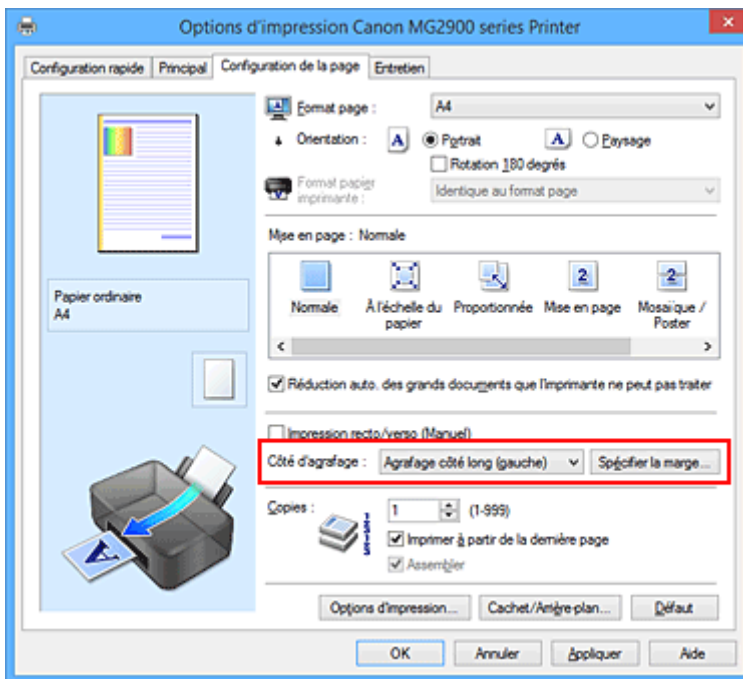 Options d'impression Canon MG2900 series Printer
Configuration rapide Principal Configuration de la page Entretien
Format page : A4
Orientation : A Portrait A Paysage
Rotation 180 degrés
Format papier imprimante : Identique au format page
Mise en page : Normale
Papier ordinaire
A4
Normale À l'échelle du papier Proportionnée Mise en page Mosaïque / Poster
Réduction auto. des grands documents que l'imprimante ne peut pas traiter
Impression recto/verso (Manuel)
Côté d'agrafage : Agrafage côté long (gauche) Spécifier la marge...
Copies : 1 (1-999)
Imprimer à partir de la dernière page
Assembler
Options d'impression... Cachet/Arrière-plan... Défaut
OK Annuler Appliquer Aide